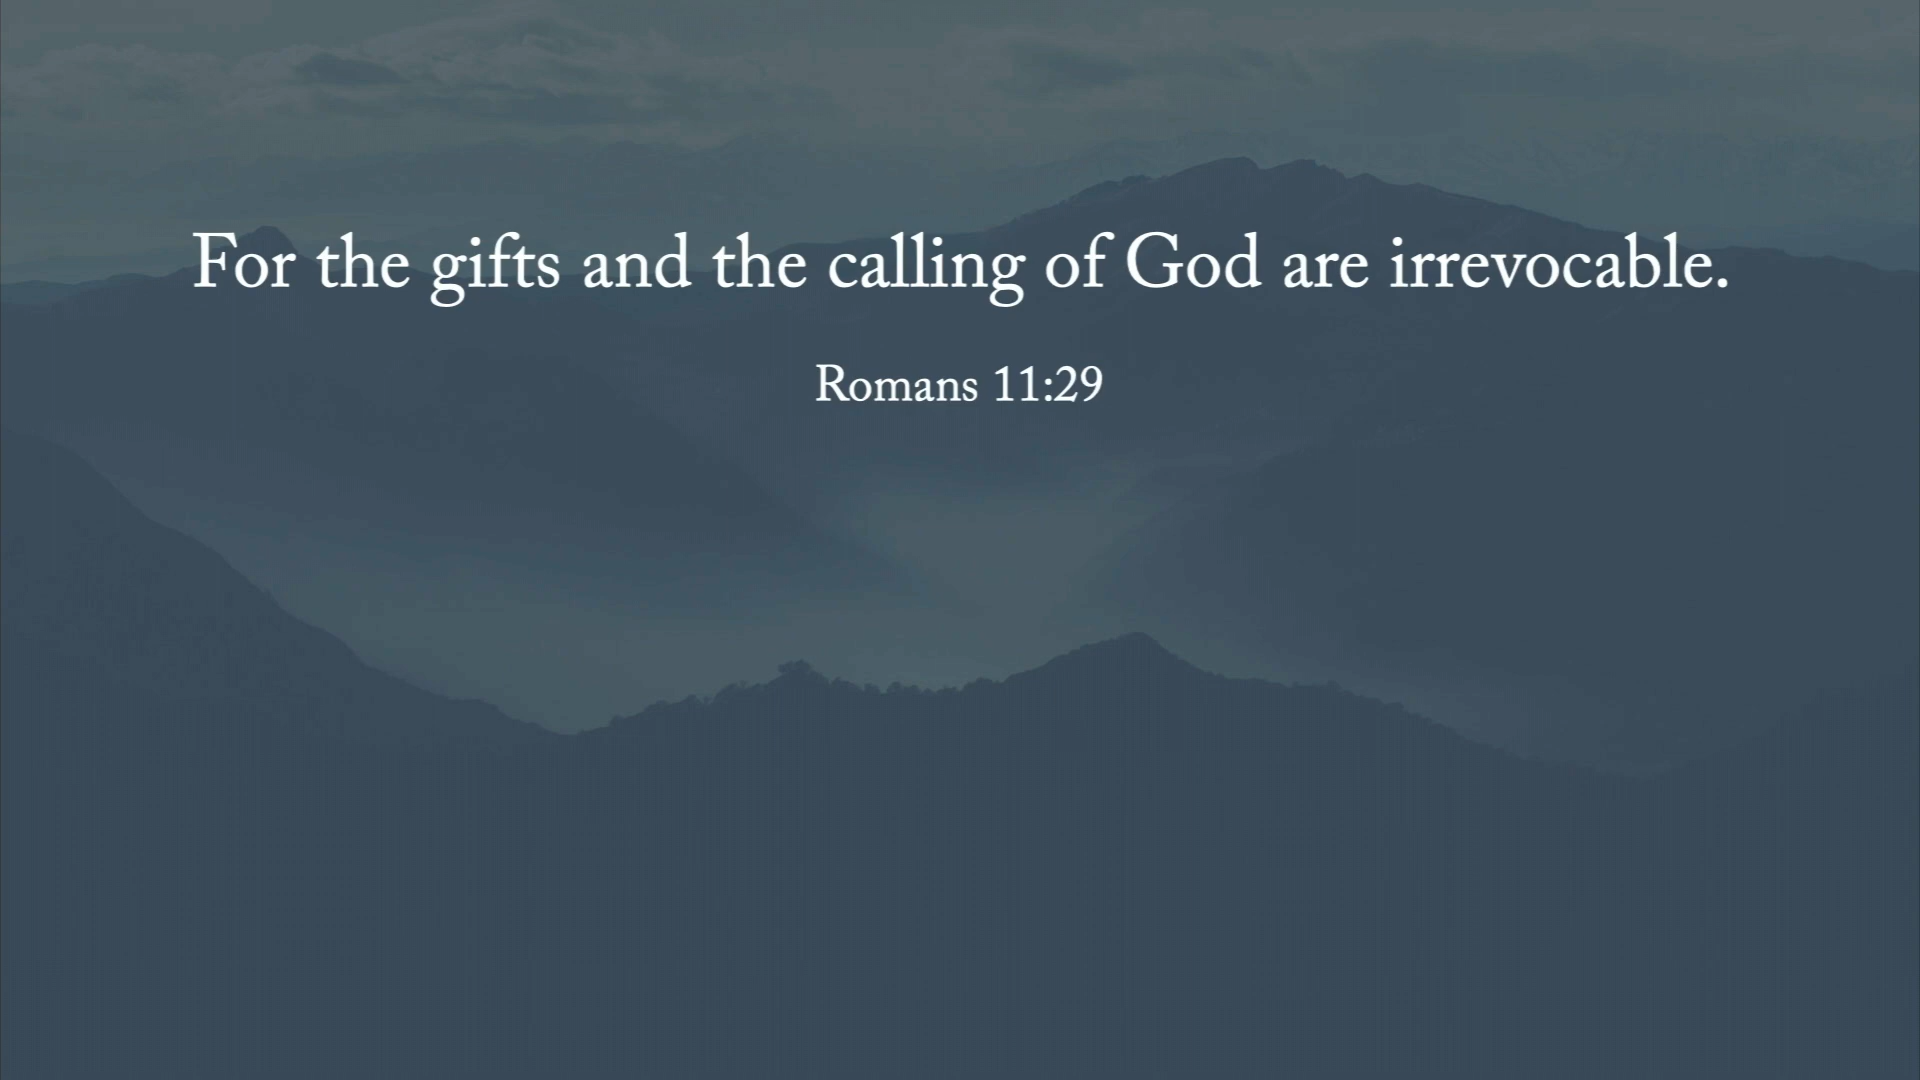 For the gifts and the calling of God are irrevocable.
Romans 11:29